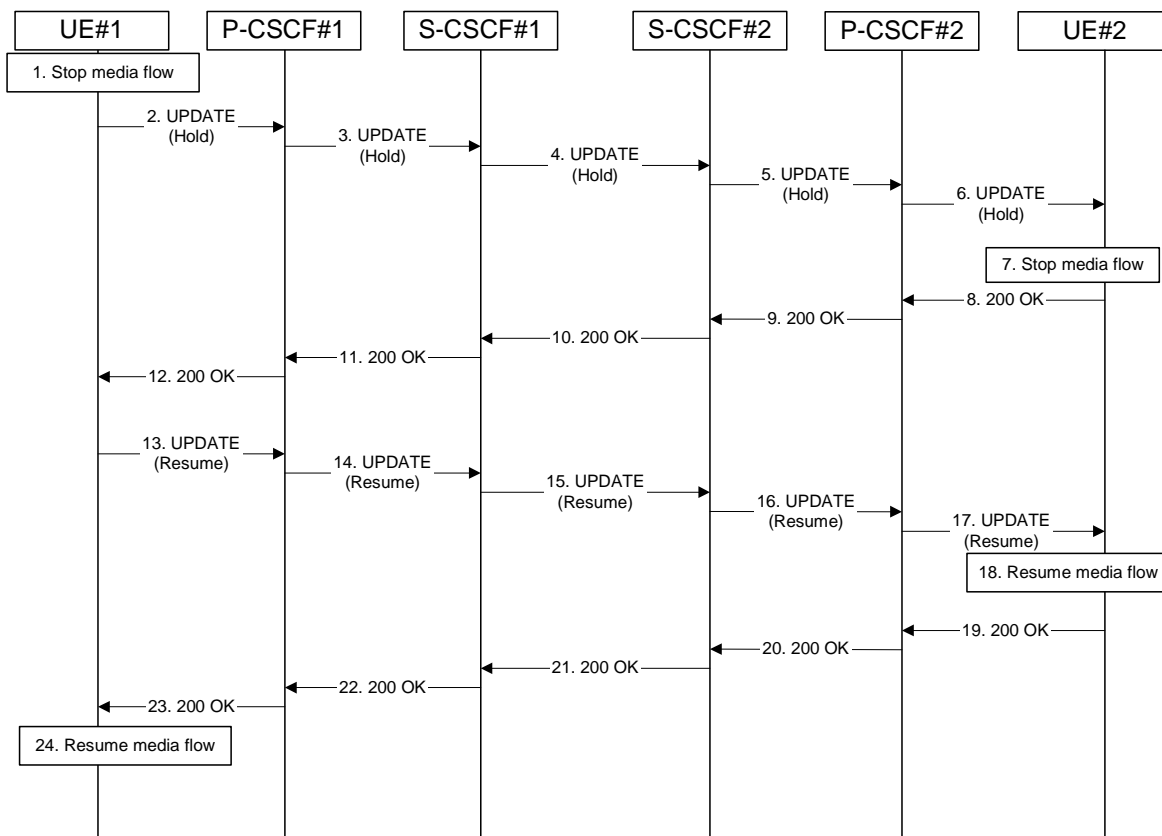 UE#1
P-CSCF#1
S-CSCF#1
S-CSCF#2
P-CSCF#2
UE#2
1. Stop media flow
2. UPDATE
(Hold)
3. UPDATE
(Hold)
4. UPDATE
(Hold)
5. UPDATE
(Hold)
6. UPDATE
(Hold)
7. Stop media flow
8. 200 OK
9. 200 OK
10. 200 OK
11. 200 OK
12. 200 OK
13. UPDATE
(Resume)
14. UPDATE
(Resume)
15. UPDATE
(Resume)
16. UPDATE
(Resume)
17. UPDATE
(Resume)
18. Resume media flow
19. 200 OK
20. 200 OK
21. 200 OK
22. 200 OK
23. 200 OK
24. Resume media flow